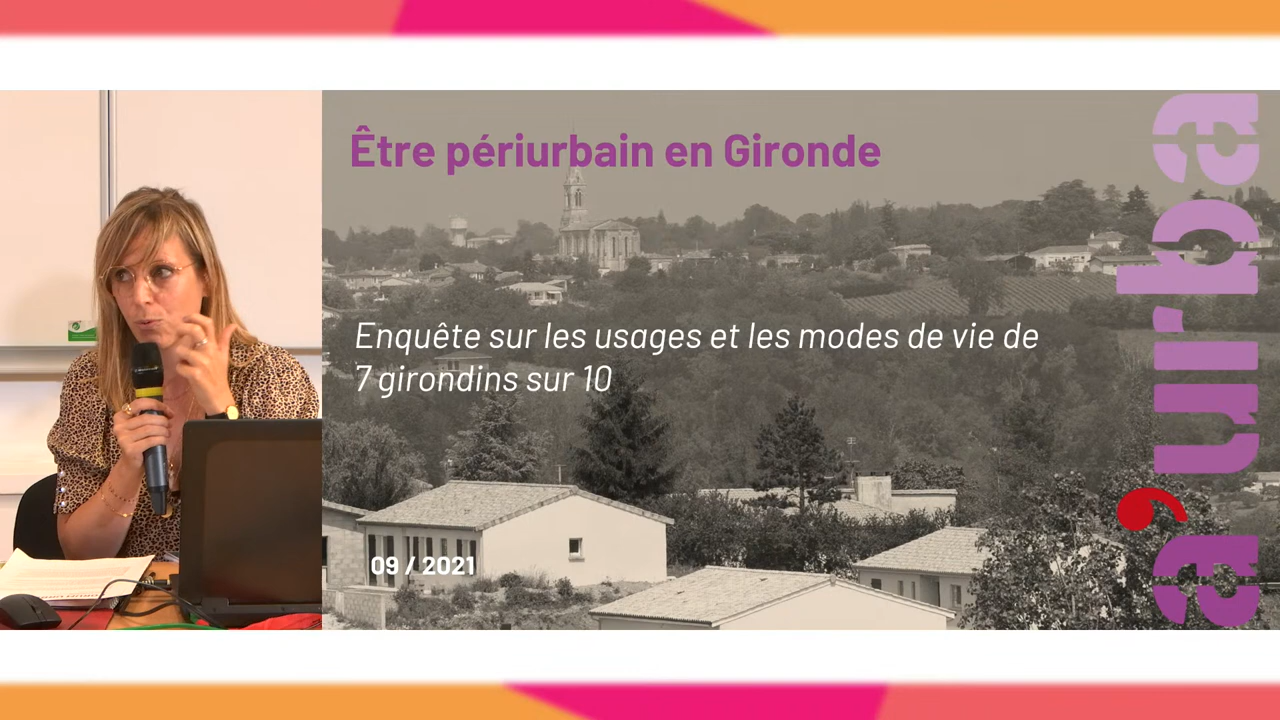 Être périurbain en Gironde
Enquête sur les usages et les modes de vie de
7 girondins sur 10
09 / 2021
a'urba